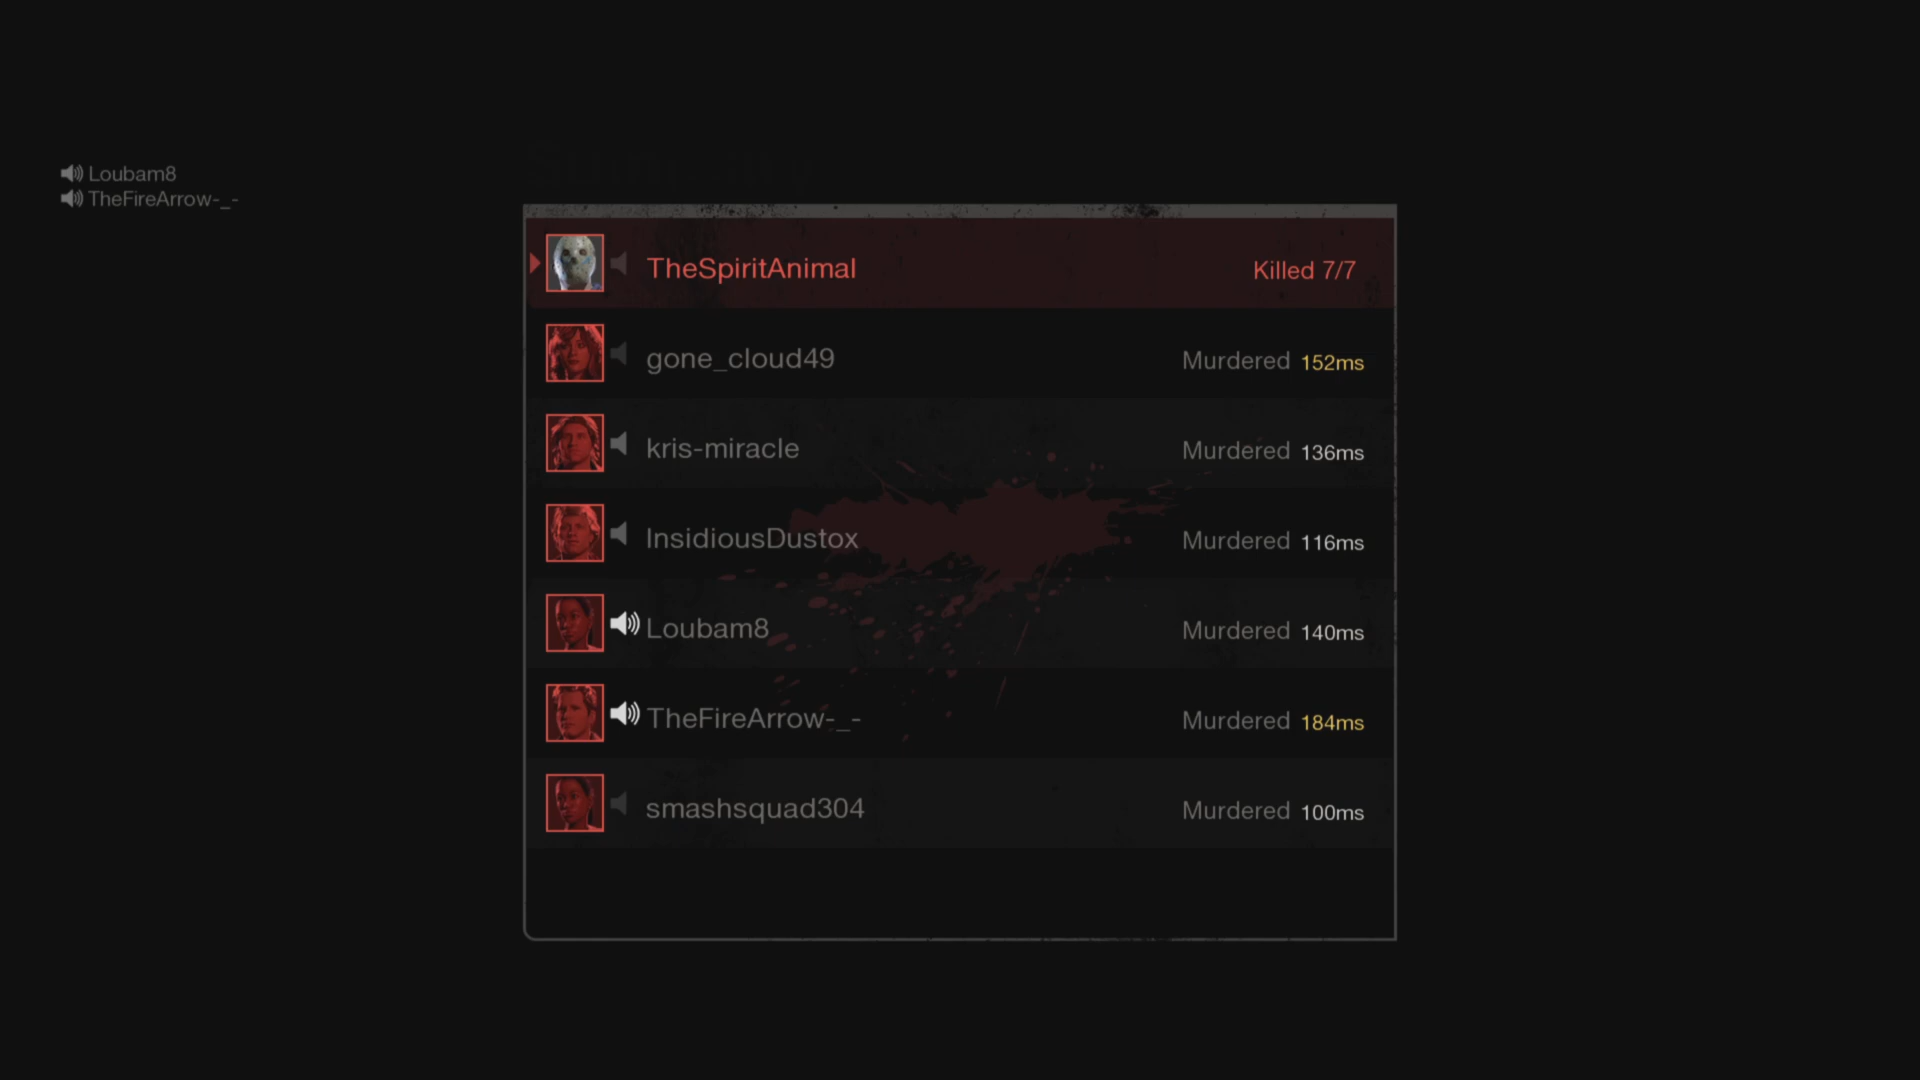 Loubam8
TheFireArrow-_-
TheSpiritAnimal Killed 7/7
gone_cloud49 Murdered 152ms
kris-miracle Murdered 136ms
InsidiousDustox Murdered 116ms
Loubam8 Murdered 140ms
TheFireArrow-_- Murdered 184ms
smashsquad304 Murdered 100ms